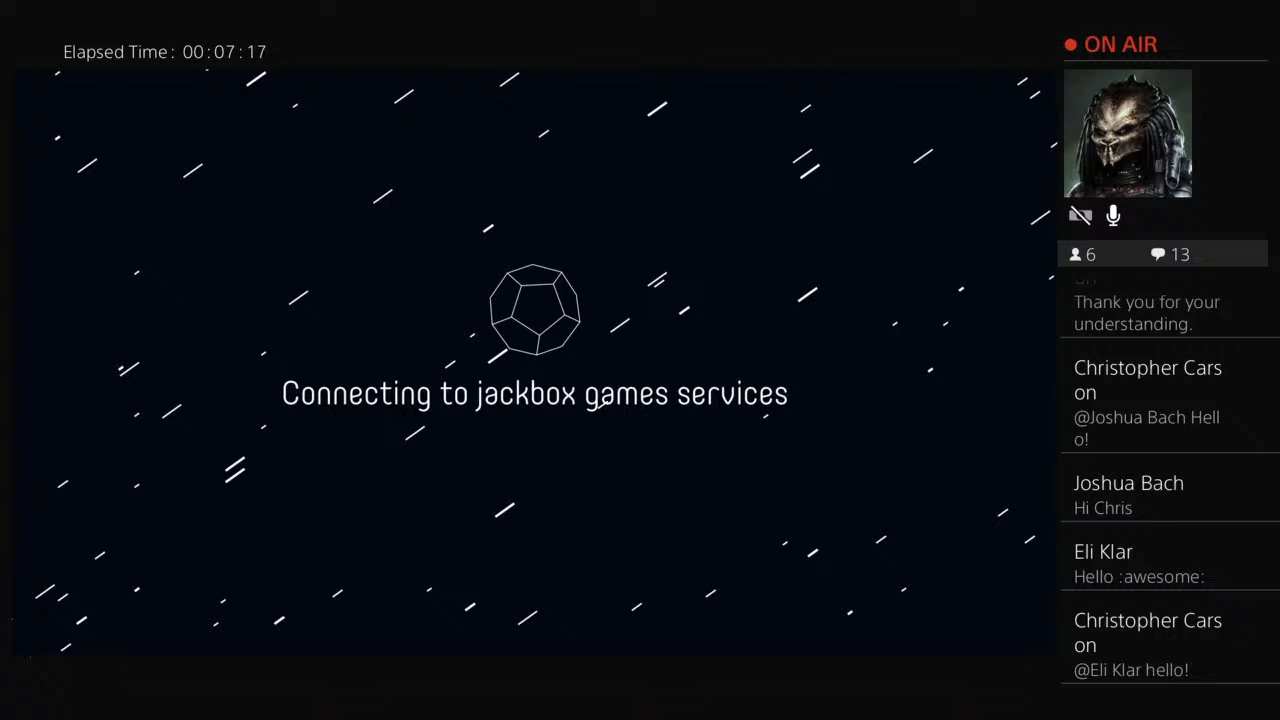 Elapsed Time: 00:07:17
ON AIR
6
13
Thank you for your
understanding.
Christopher Cars
on
@Joshua Bach Hell
o!
Joshua Bach
Hi Chris
Eli Klar
Hello :awesome:
Christopher Cars
on
@Eli Klar hello!
Connecting to jackbox games services